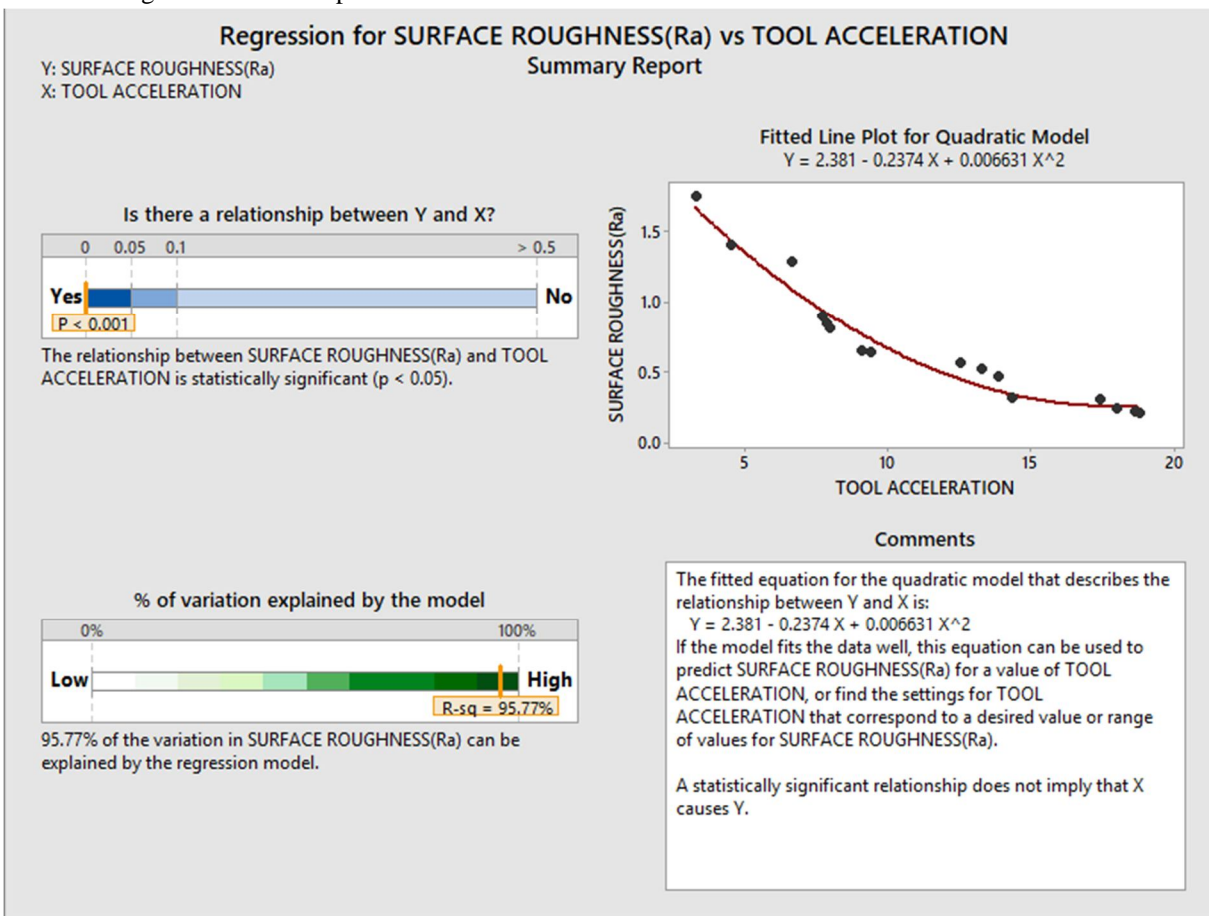 Regression for SURFACE ROUGHNESS(Ra) vs TOOL ACCELERATION
Summary Report
Y: SURFACE ROUGHNESS(Ra)
X: TOOL ACCELERATION
Is there a relationship between Y and X?
0 0.05 0.1 > 0.5
Yes No
P < 0.001
The relationship between SURFACE ROUGHNESS(Ra) and TOOL
ACCELERATION is statistically significant (p < 0.05).
Fitted Line Plot for Quadratic Model
Y = 2.381 - 0.2374 X + 0.006631 X^2
SURFACE ROUGHNESS(Ra)
1.5
1.0
0.5
0.0
5 10 15 20
TOOL ACCELERATION
% of variation explained by the model
0% 100%
Low High
R-sq = 95.77%
95.77% of the variation in SURFACE ROUGHNESS(Ra) can be
explained by the regression model.
Comments
The fitted equation for the quadratic model that describes the
relationship between Y and X is:
Y = 2.381 - 0.2374 X + 0.006631 X^2
If the model fits the data well, this equation can be used to
predict SURFACE ROUGHNESS(Ra) for a value of TOOL
ACCELERATION, or find the settings for TOOL
ACCELERATION that correspond to a desired value or range
of values for SURFACE ROUGHNESS(Ra).
A statistically significant relationship does not imply that X
causes Y.